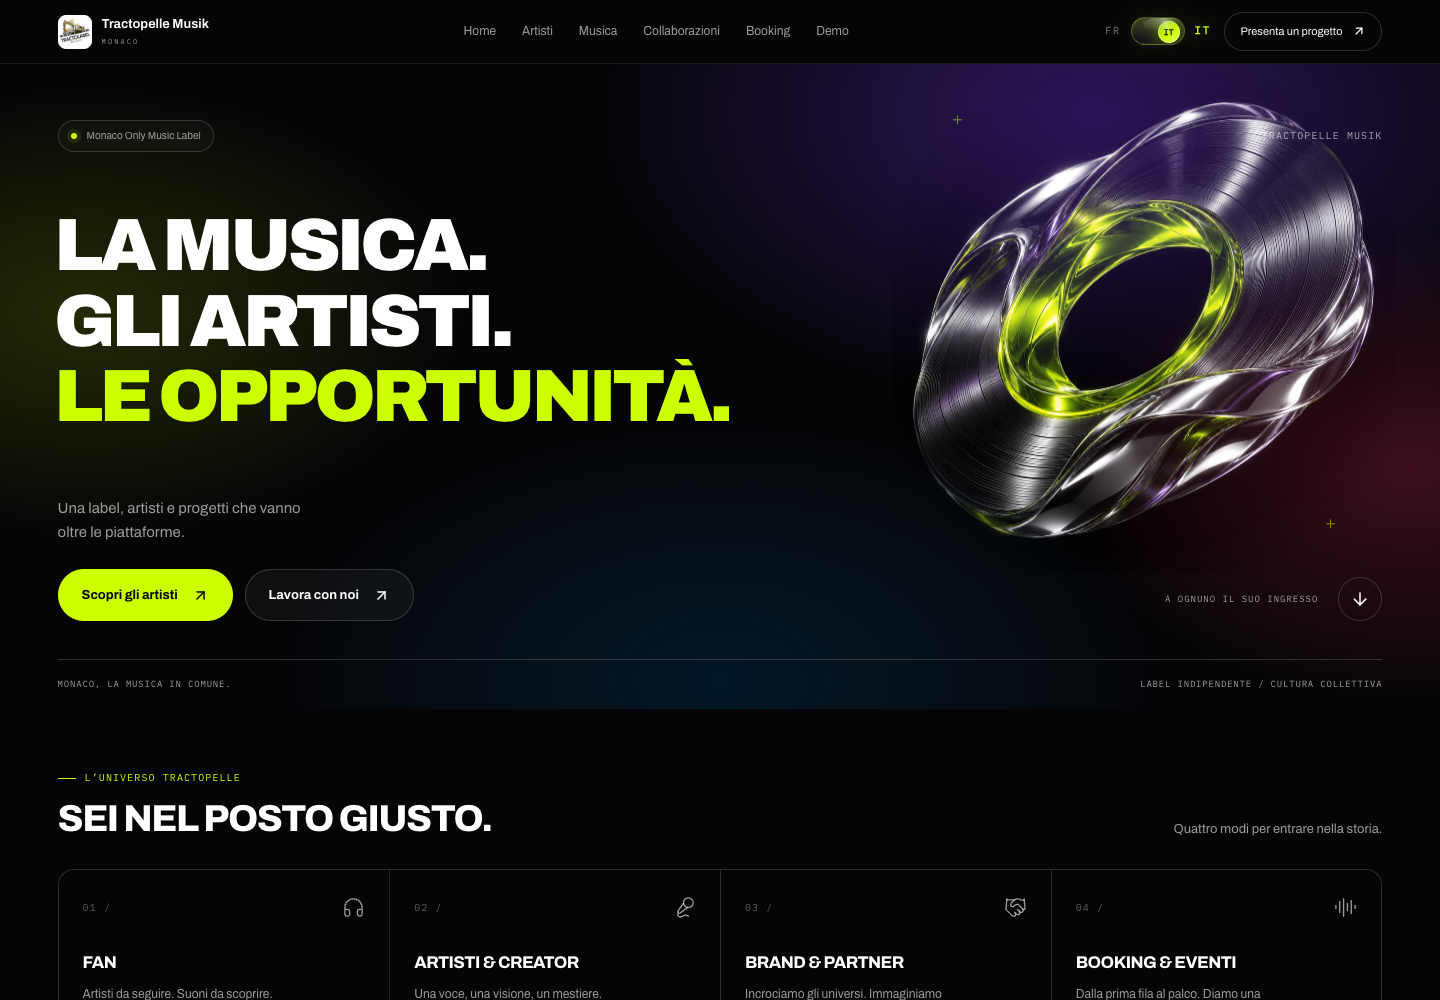 Tractopelle Musik
MONACO
Home
Artisti
Musica
Collaborazioni
Booking
Demo
FR
IT
IT
Presenta un progetto
Monaco Only Music Label
TRACTOPELLE MUSIK
LA MUSICA.
GLI ARTISTI.
LE OPPORTUNITÀ.
Una label, artisti e progetti che vanno
oltre le piattaforme.
Scopri gli artisti
Lavora con noi
A OGNUNO IL SUO INGRESSO
MONACO, LA MUSICA IN COMUNE.
LABEL INDIPENDENTE / CULTURA COLLETTIVA
L’UNIVERSO TRACTOPELLE
SEI NEL POSTO GIUSTO.
Quattro modi per entrare nella storia.
01 /
02 /
03 /
04 /
FAN
ARTISTI & CREATOR
BRAND & PARTNER
BOOKING & EVENTI
Artisti da seguire. Suoni da scoprire.
Una voce, una visione, un mestiere.
Incrociamo gli universi. Immaginiamo
Dalla prima fila al palco. Diamo una